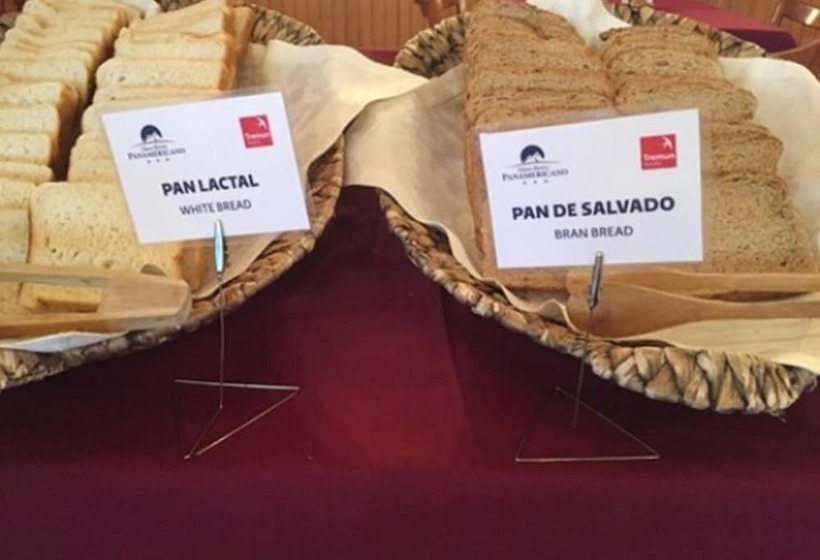 PANAMERICANO
Tremun
PAN LACTAL
WHITE BREAD
PANAMERICANO
Tremun
PAN DE SALVADO
BRAN BREAD